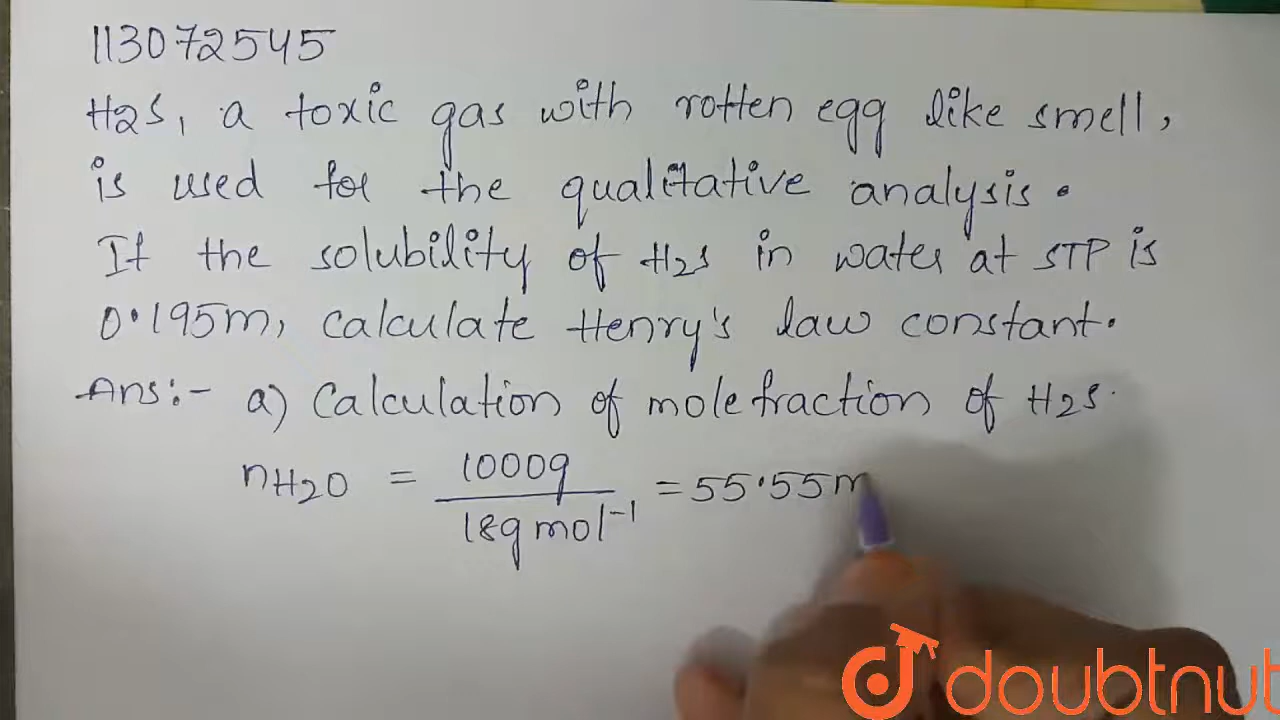 113072545
H2S, a toxic gas with rotten egg like smell,
is used for the qualitative analysis.
If the solubility of H2S in water at STP is
0.195m, calculate Henry's law constant.
Ans:- a) Calculation of mole fraction of H2S.
nH2O = 1000g / 18g mol⁻¹ = 55.55m
doubtnut